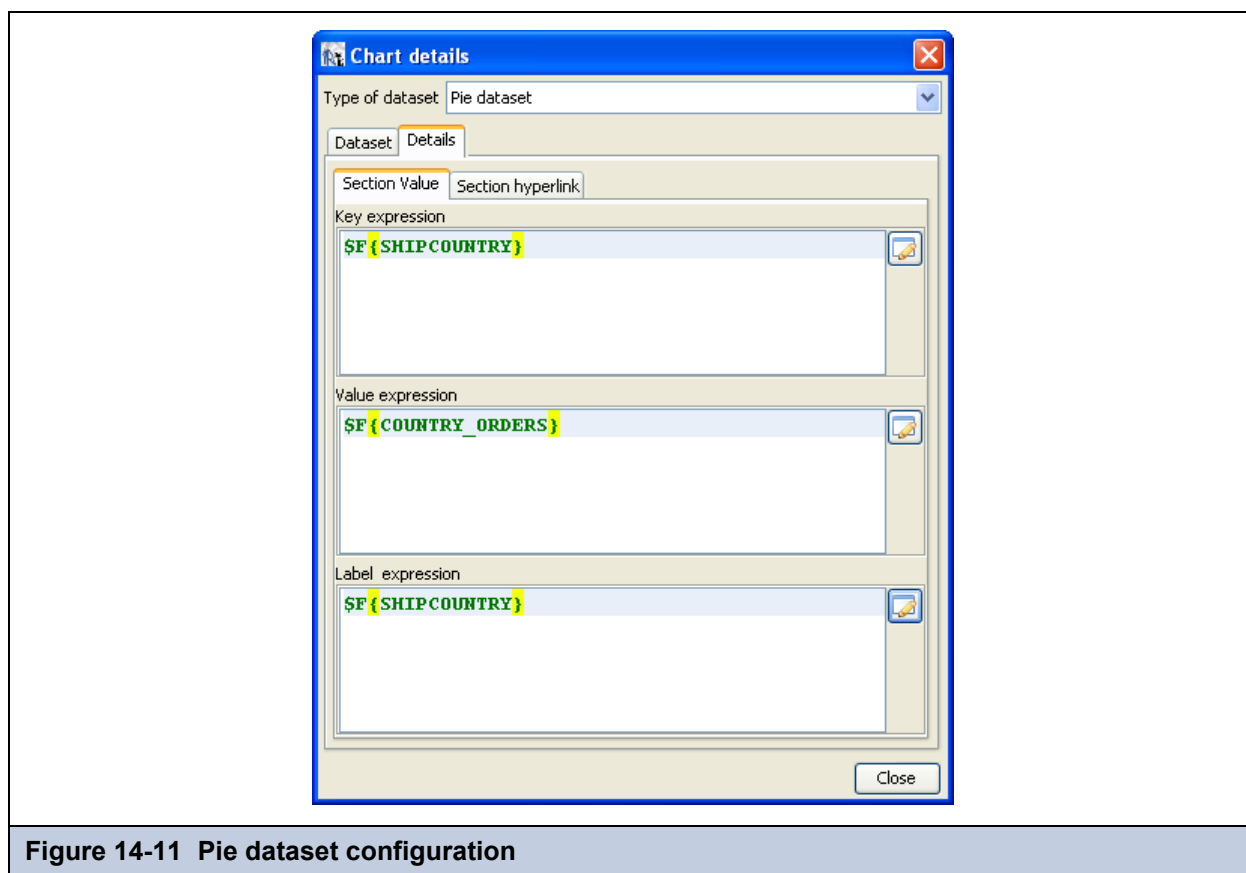 Chart details
Type of dataset Pie dataset
Dataset Details
Section Value Section hyperlink
Key expression
$F{SHIPCOUNTRY}
Value expression
$F{COUNTRY_ORDERS}
Label expression
$F{SHIPCOUNTRY}
Close
Figure 14-11 Pie dataset configuration